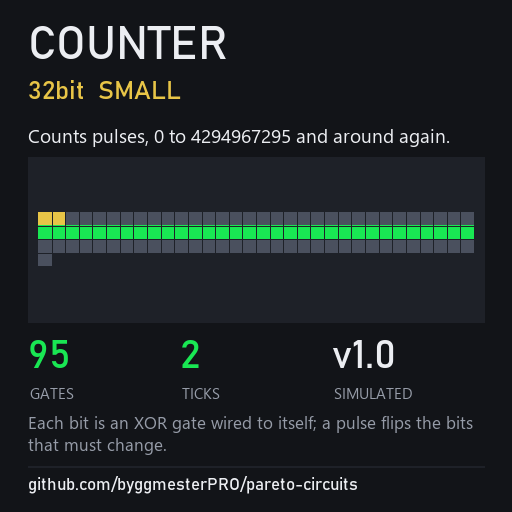 COUNTER
32bit SMALL
Counts pulses, 0 to 4294967295 and around again.
95 2 v1.0
GATES TICKS SIMULATED
Each bit is an XOR gate wired to itself; a pulse flips the bits
that must change.
github.com/byggmesterPRO/pareto-circuits